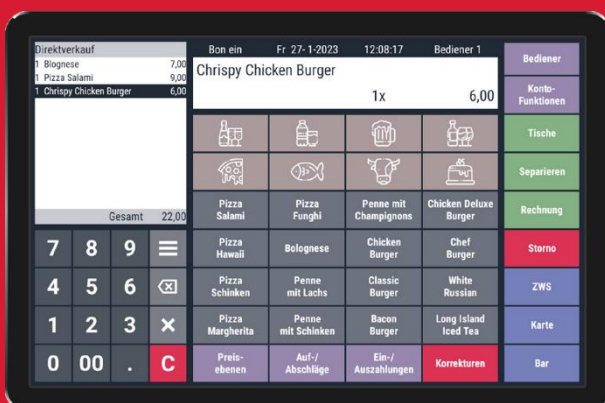 Direktverkauf
1 Blognese 7,00
1 Pizza Salami 9,00
1 Chrispy Chicken Burger 6,00
Gesamt 22,00
7 8 9
4 5 6
1 2 3 ×
0 00 . C
Bon ein Fr 27- 1-2023 12:08:17 Bediener 1
Chrispy Chicken Burger
1x 6,00
Pizza
Salami
Pizza
Funghi
Penne mit
Champignons
Chicken Deluxe
Burger
Pizza
Hawaii
Bolognese
Chicken
Burger
Chef
Burger
Pizza
Schinken
Penne
mit Lachs
Classic
Burger
White
Russian
Pizza
Margherita
Penne
mit Schinken
Bacon
Burger
Long Island
Iced Tea
Preis-
ebenen
Auf-/
Abschläge
Ein-/
Auszahlungen
Korrekturen
Bediener
Konto-
Funktionen
Tische
Separieren
Rechnung
Storno
ZWS
Karte
Bar